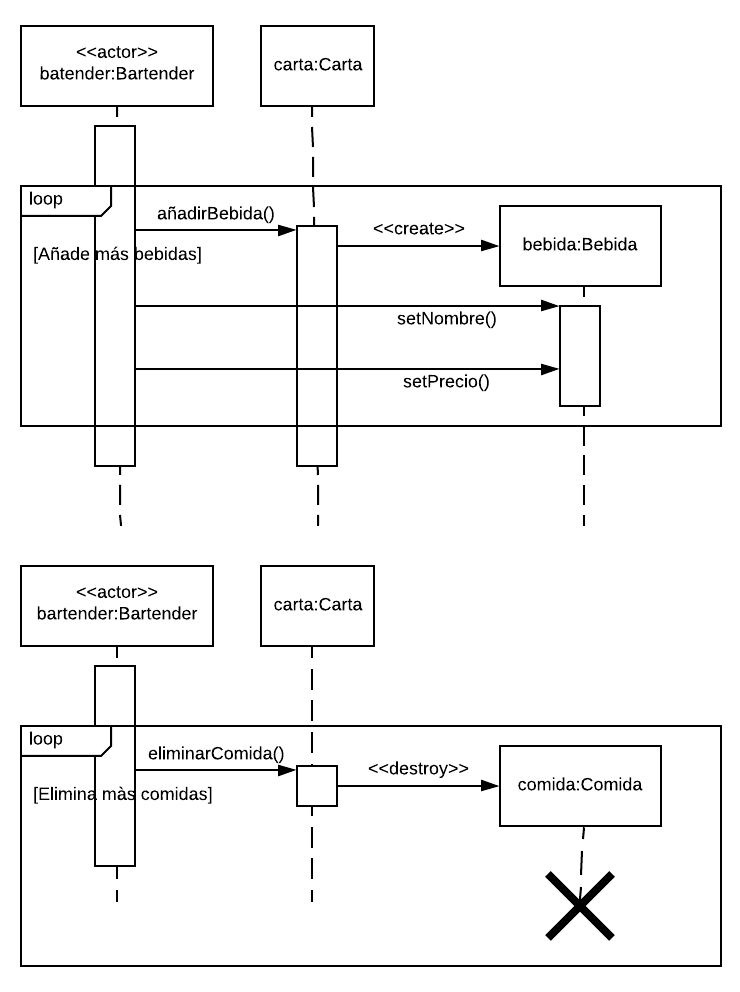 <<actor>>
batender:Bartender
carta:Carta
loop
añadirBebida()
<<create>>
bebida:Bebida
[Añade más bebidas]
setNombre()
setPrecio()
<<actor>>
bartender:Bartender
carta:Carta
loop
eliminarComida()
<<destroy>>
comida:Comida
[Elimina màs comidas]